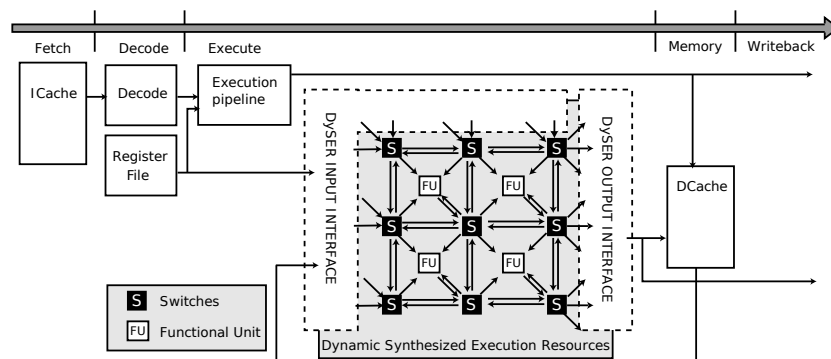 Fetch
Decode
Execute
Memory
Writeback
ICache
Decode
Execution
pipeline
Register
File
DySER INPUT INTERFACE
S
S
S
FU
FU
S
S
S
FU
FU
S
S
S
DySER OUTPUT INTERFACE
DCache
S Switches
FU Functional Unit
Dynamic Synthesized Execution Resources